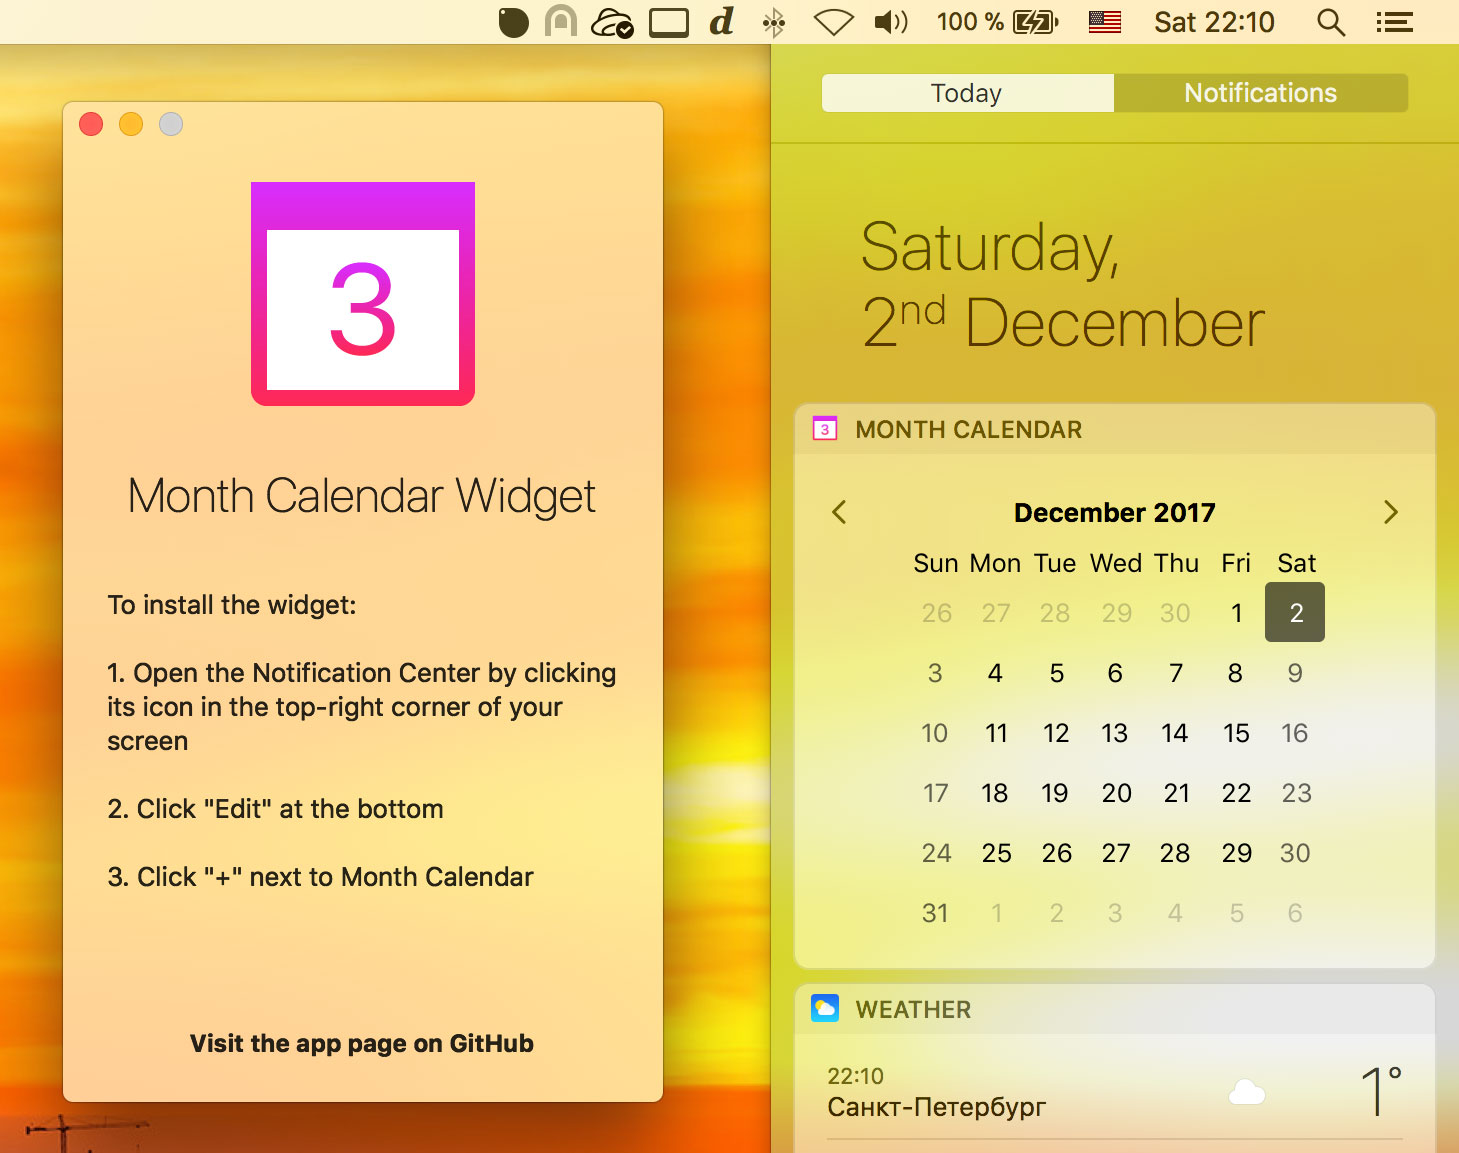 d
100 %
Sat 22:10
3
Month Calendar Widget
To install the widget:
1. Open the Notification Center by clicking
its icon in the top-right corner of your
screen
2. Click "Edit" at the bottom
3. Click "+" next to Month Calendar
Visit the app page on GitHub
Today Notifications
Saturday,
2nd December
3 MONTH CALENDAR
December 2017
Sun Mon Tue Wed Thu Fri Sat
26 27 28 29 30 1 2
3 4 5 6 7 8 9
10 11 12 13 14 15 16
17 18 19 20 21 22 23
24 25 26 27 28 29 30
31 1 2 3 4 5 6
WEATHER
22:10
Санкт-Петербург
1°